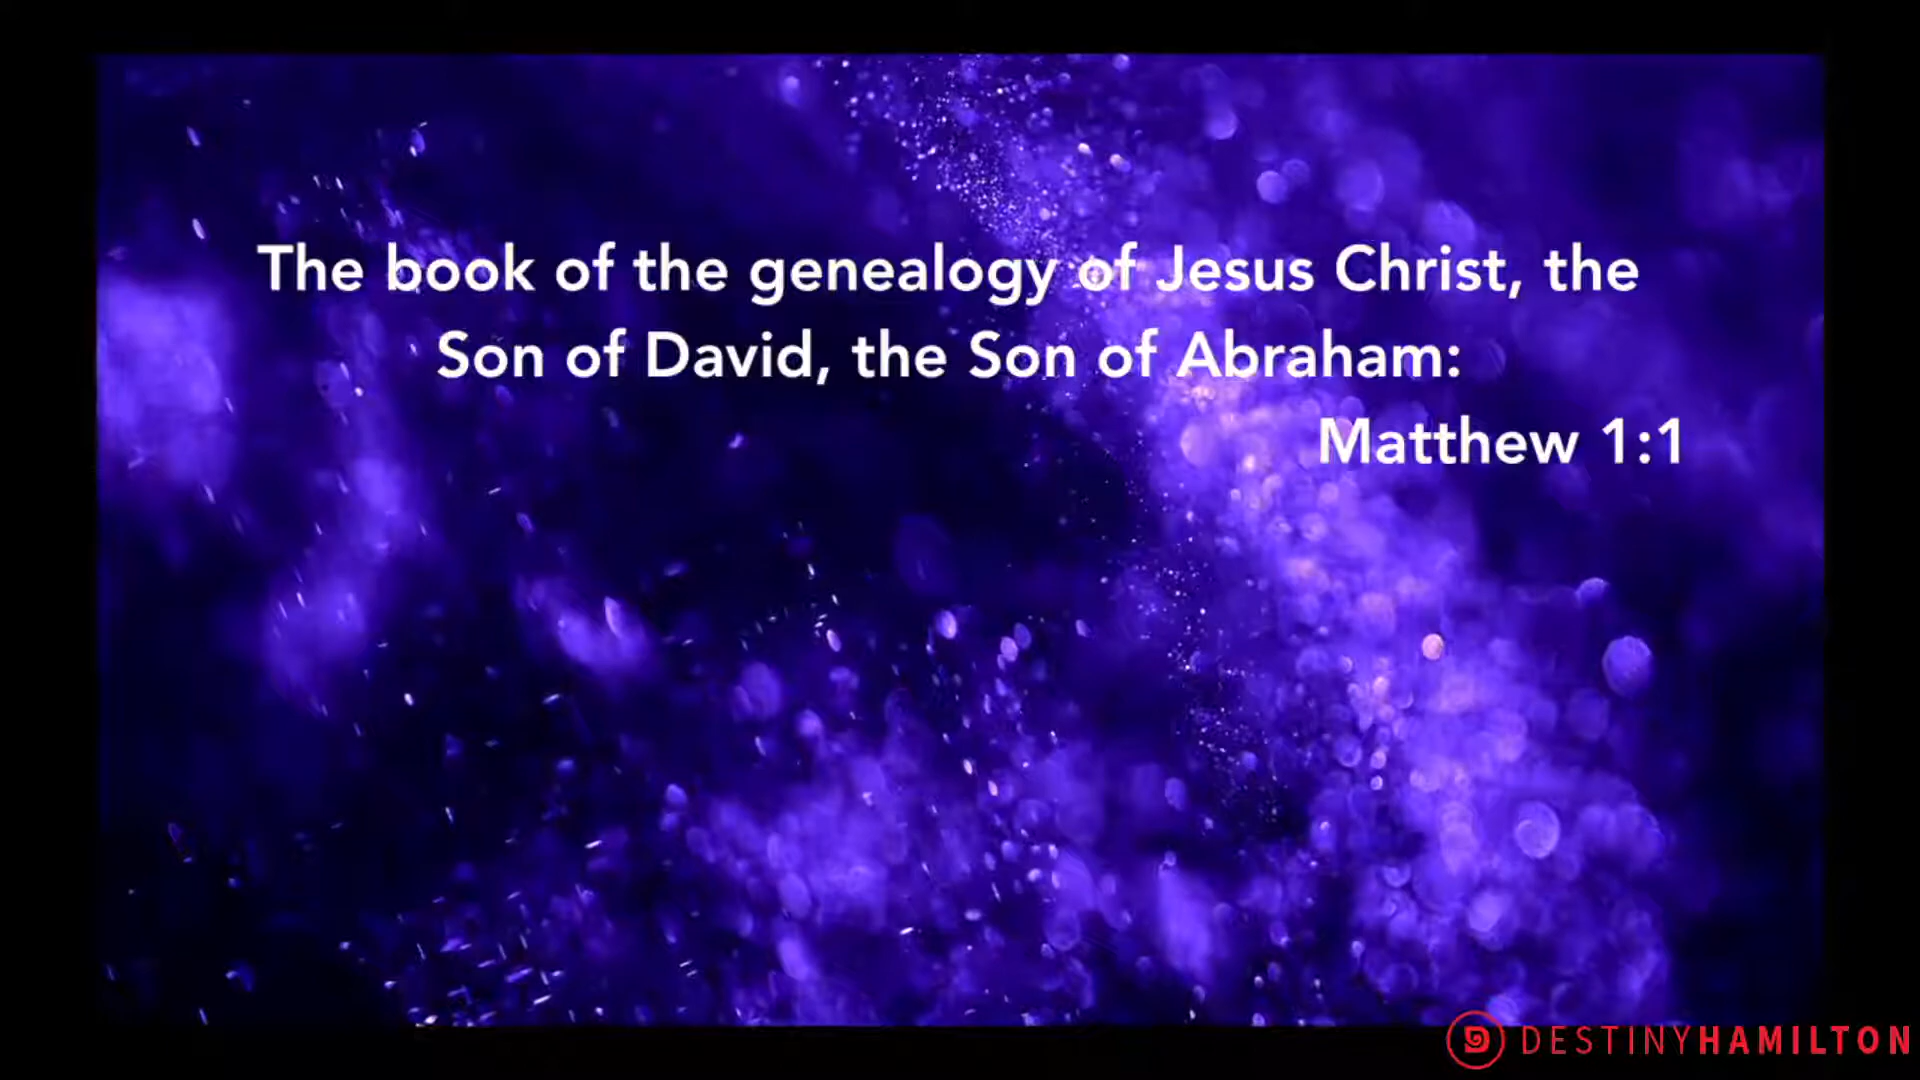 The book of the genealogy of Jesus Christ, the
Son of David, the Son of Abraham:
Matthew 1:1
DESTINYHAMILTON